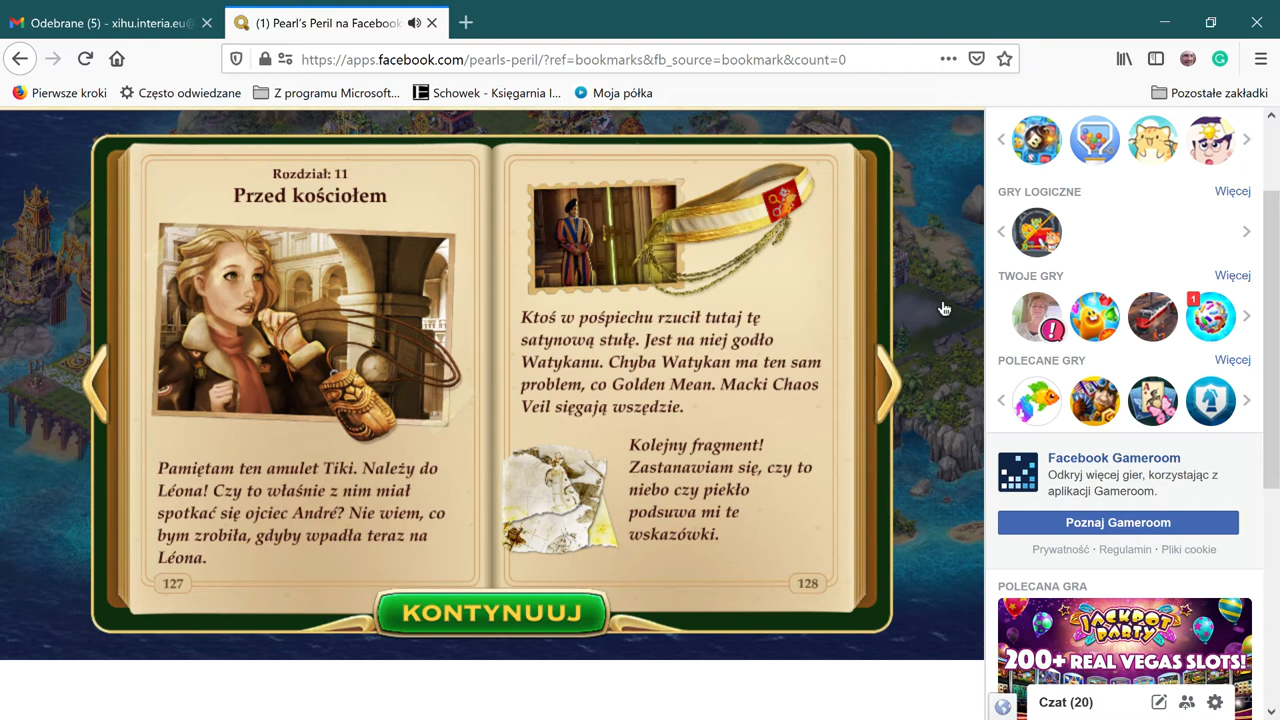 Odebrane (5) - xihu.interia.eu@
(1) Pearl's Peril na Facebook
https://apps.facebook.com/pearls-peril/?ref=bookmarks&fb_source=bookmark&count=0
Pierwsze kroki
Często odwiedzane
Z programu Microsoft...
Schowek - Księgarnia I...
Moja półka
Pozostałe zakładki
Rozdział: 11
Przed kościołem
Pamiętam ten amulet Tiki. Należy do
Léona! Czy to właśnie z nim miał
spotkać się ojciec André? Nie wiem, co
bym zrobiła, gdyby wpadła teraz na
Léona.
127
Ktoś w pośpiechu rzucił tutaj tę
satynową stułę. Jest na niej godło
Watykanu. Chyba Watykan ma ten sam
problem, co Golden Mean. Macki Chaos
Veil sięgają wszędzie.
Kolejny fragment!
Zastanawiam się, czy to
niebo czy piekło
podsuwa mi te
wskazówki.
128
KONTYNUUJ
GRY LOGICZNE
Więcej
TWOJE GRY
Więcej
1
POLECANE GRY
Więcej
Facebook Gameroom
Odkryj więcej gier, korzystając z
aplikacji Gameroom.
Poznaj Gameroom
Prywatność · Regulamin · Pliki cookie
POLECANA GRA
JACKPOT
PARTY
200+ REAL VEGAS SLOTS!
Czat (20)